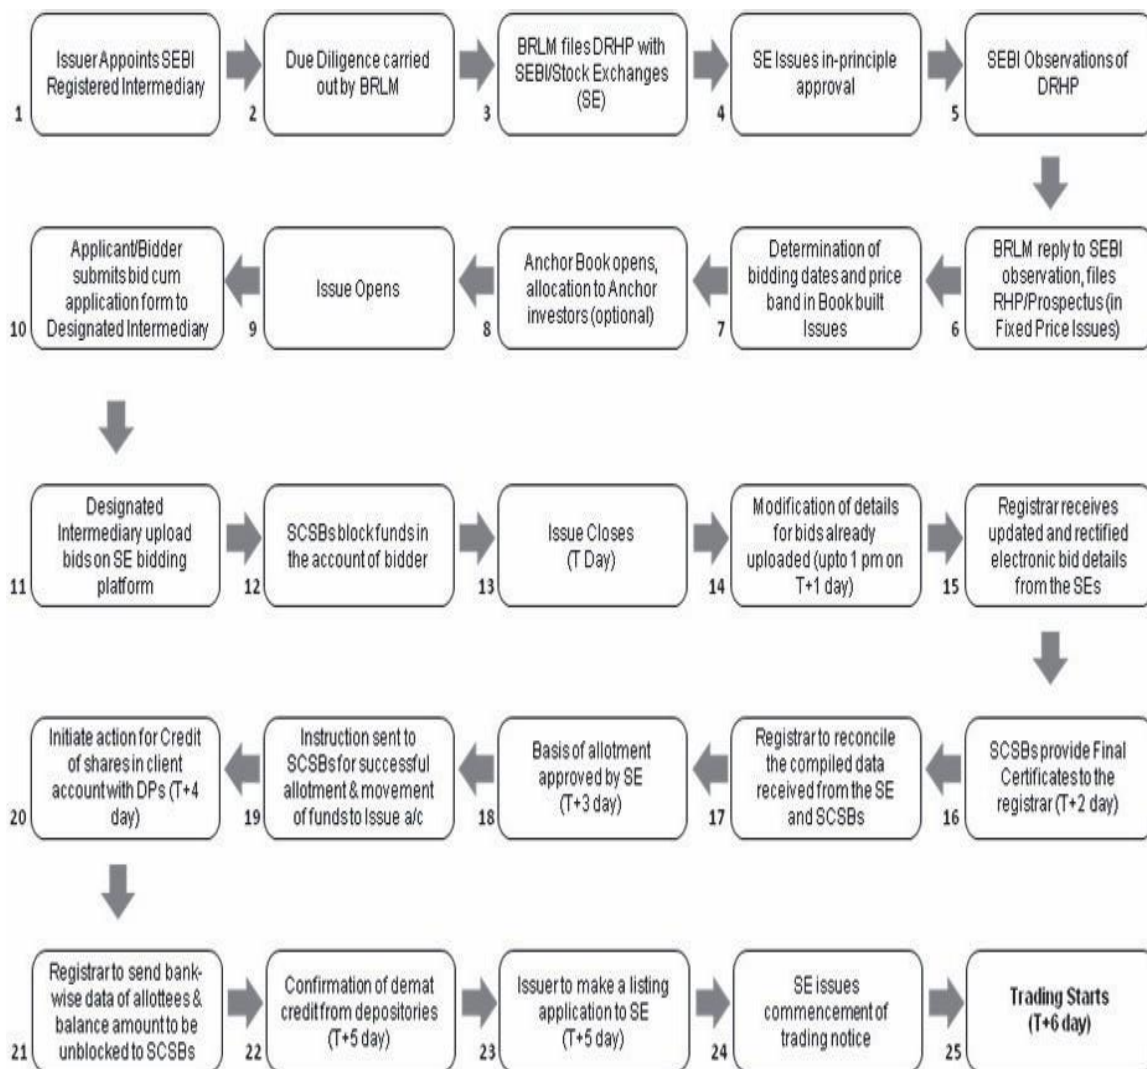 Issuer Appoints SEBI
Registered Intermediary
1
Due Diligence carried
out by BRLM
2
BRLM files DRHP with
SEBI/Stock Exchanges
(SE)
3
SE Issues in-principle
approval
4
SEBI Observations of
DRHP
5
BRLM reply to SEBI
observation, files
RHP/Prospectus (in
Fixed Price Issues)
6
Determination of
bidding dates and price
band in Book built
Issues
7
Anchor Book opens,
allocation to Anchor
investors (optional)
8
Issue Opens
9
Applicant/Bidder
submits bid cum
application form to
Designated Intermediary
10
Designated
Intermediary upload
bids on SE bidding
platform
11
SCSBs block funds in
the account of bidder
12
Issue Closes
(T Day)
13
Modification of details
for bids already
uploaded (upto 1 pm on
T+1 day)
14
Registrar receives
updated and rectified
electronic bid details
from the SEs
15
SCSBs provide Final
Certificates to the
registrar (T+2 day)
16
Registrar to reconcile
the compiled data
received from the SE
and SCSBs
17
Basis of allotment
approved by SE
(T+3 day)
18
Instruction sent to
SCSBs for successful
allotment & movement
of funds to Issue a/c
19
Initiate action for Credit
of shares in client
account with DPs (T+4
day)
20
Registrar to send bank-
wise data of allottees &
balance amount to be
unblocked to SCSBs
21
Confirmation of demat
credit from depositories
(T+5 day)
22
Issuer to make a listing
application to SE
(T+5 day)
23
SE issues
commencement of
trading notice
24
Trading Starts
(T+6 day)
25